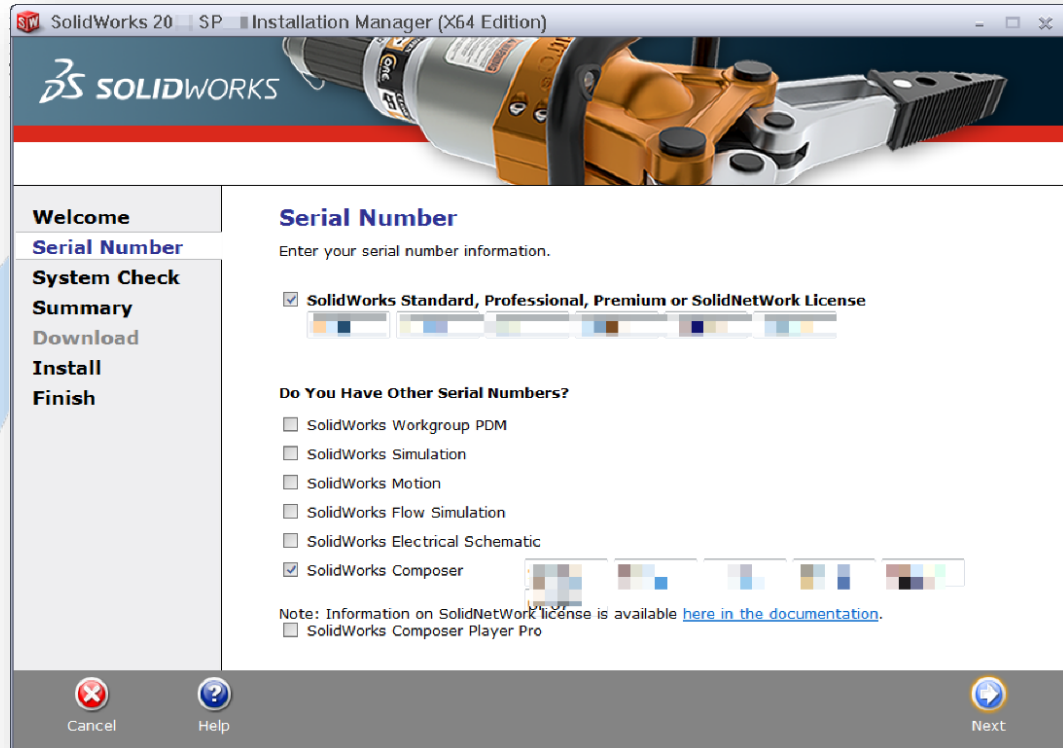 SolidWorks 20 SP Installation Manager (X64 Edition)
3S SOLIDWORKS
Welcome
Serial Number
System Check
Summary
Download
Install
Finish
Serial Number
Enter your serial number information.
SolidWorks Standard, Professional, Premium or SolidNetWork License
Do You Have Other Serial Numbers?
SolidWorks Workgroup PDM
SolidWorks Simulation
SolidWorks Motion
SolidWorks Flow Simulation
SolidWorks Electrical Schematic
SolidWorks Composer
Note: Information on SolidNetWork license is available here in the documentation.
SolidWorks Composer Player Pro
Cancel
Help
Next